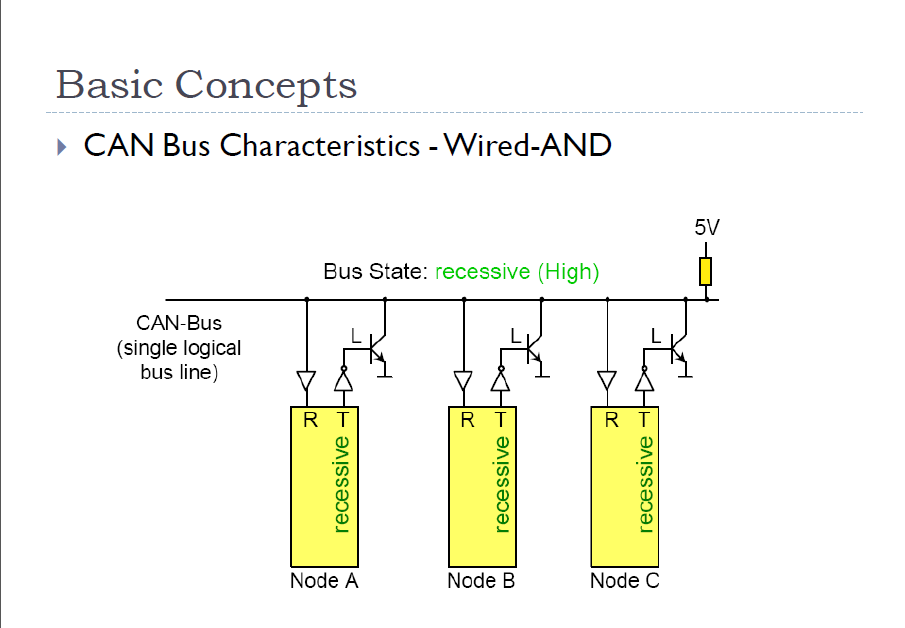 Basic Concepts
CAN Bus Characteristics - Wired-AND
5V
Bus State: recessive (High)
CAN-Bus
(single logical
bus line)
L L L
R T R T R T
recessive recessive recessive
Node A Node B Node C